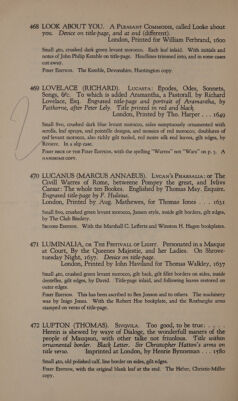 468 LOOK ABOUT YOU. A PLEASANT COMMODIE, called Looke about
you. Device on title-page, and at end (different).
London, Printed for William Ferbrand, 1600
Small 4to, crushed dark green levant morocco. Each leaf inlaid. With initials and
notes of John Philip Kemble on title-page. Headlines trimmed into, and in some cases
cut away.
FIRST EDITION. The Kemble, Devonshire, Huntington copy.
469 LOVELACE (RICHARD). LUCASTA: Epodes, Odes, Sonnets,
Songs, &c. To which is added Aramantha, a Pastorall. by Richard
Lovelace, Esq. Engraved title-page and portrait of Aramantha, by
Faithorne, after Peter Lely. Title printed in red and black.
London, Printed by Tho. Harper . . 1649
Small 8vo, crushed dark blue levant morocco, sides sumptuously ornamented with
scrolls, leaf sprays, and pointillé designs, and mosaics of red morocco; doublures of
red levant morocco, also richly gilt tooled, red moire silk end leaves, gilt edges, by
RIVIERE. In a slip case.
FIRST ISSUE OF THE FIRST EDITION, with the spelling "Warres" not "Wars" on p. 3. A
HANDSOME COPY.
470 LUCANUS (MARCUS ANNAEUS). LUCAN'S PHARSALIA: or The
Civill Warres of Rome, betweene Pompey the great, and Iulius
Caesar: The whole ten Bookes. Englished by Thomas May, Esquire.
Engraved title-page by F. Hulsius.
London, Printed by Aug. Mathewes, for Thomas Jones . . . 1631
Small 8vo, crushed green levant morocco, Jansen style, inside gilt borders, gilt edges,
by The Club Bindery.
SECOND EDITION. With the Marshall C. Lefferts and Winston H. Hagen bookplates.
471 LUMINALIA, OR THE FESTIVALL OF LIGHT. Personated in a Masque
at Court, By the Queenes Majestie, and her Ladies. On Shrove-
tuesday Night, 1637. Device on title-page.
London, Printed by John Haviland for Thomas Walkley, 1637
Small 4to, crushed green levant morocco, gilt back, gilt fillet borders on sides, inside
dentelles, gilt edges, by David. Title-page inlaid, and following leaves restored on
outer edges.
FIRST EDITION. This has been ascribed to Ben Jonson and to others. The machinery
was by Inigo Jones. With the Robert Hoe bookplate, and the Roxburghe arms
stamped on verso of title-page.
472 LUPTON (THOMAS). SIVQILA. Too good, to be true: . . . .
Herein is shewed by waye of Dialoge, the wonderfull maners of the
people of Mauqsun, with other talke not friuolous. Title within
ornamental border. Black Letter. Sir Christopher Hatton's arms on
title verso. Imprinted at London, by Henrie Bynneman . . 1580
Small 4to, old polished calf, line border on sides, gilt edges.
FIRST EDITION, with the original blank leaf at the end. The Heber, Christie-Miller
copy.